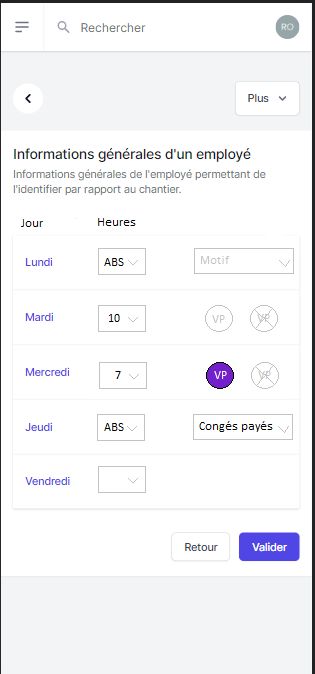 Rechercher
RO
Plus
Informations générales d'un employé
Informations générales de l'employé permettant de
l'identifier par rapport au chantier.
Jour Heures
Lundi ABS Motif
Mardi 10 VP VP
Mercredi 7 VP VP
Jeudi ABS Congés payés
Vendredi
Retour Valider